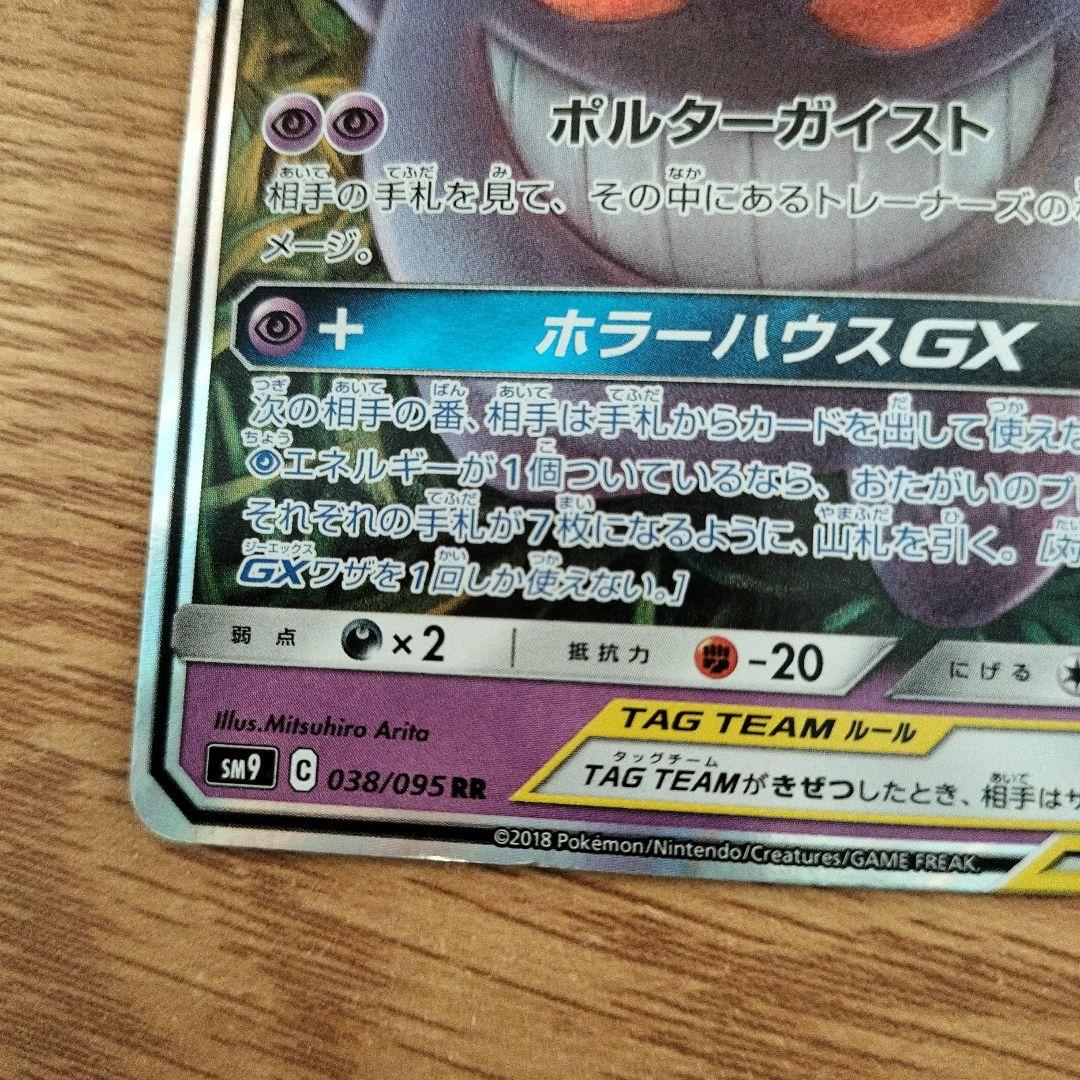 ポルターガイスト
相手の手札を見て、その中にあるトレーナーズの
メージ。
+ ホラーハウスGX
次の相手の番、相手は手札からカードを出して使えな
エネルギーが1個ついているなら、おたがいのプ
それぞれの手札が7枚になるように、山札を引く。[対
GXワザを1回しか使えない。]
弱点 ×2 抵抗力 -20 にげる
Illus.Mitsuhiro Arita
SM9 C 038/095 RR
TAG TEAM ルール
TAG TEAMがきぜつしたとき、相手はサ
©2018 Pokémon/Nintendo/Creatures/GAME FREAK.